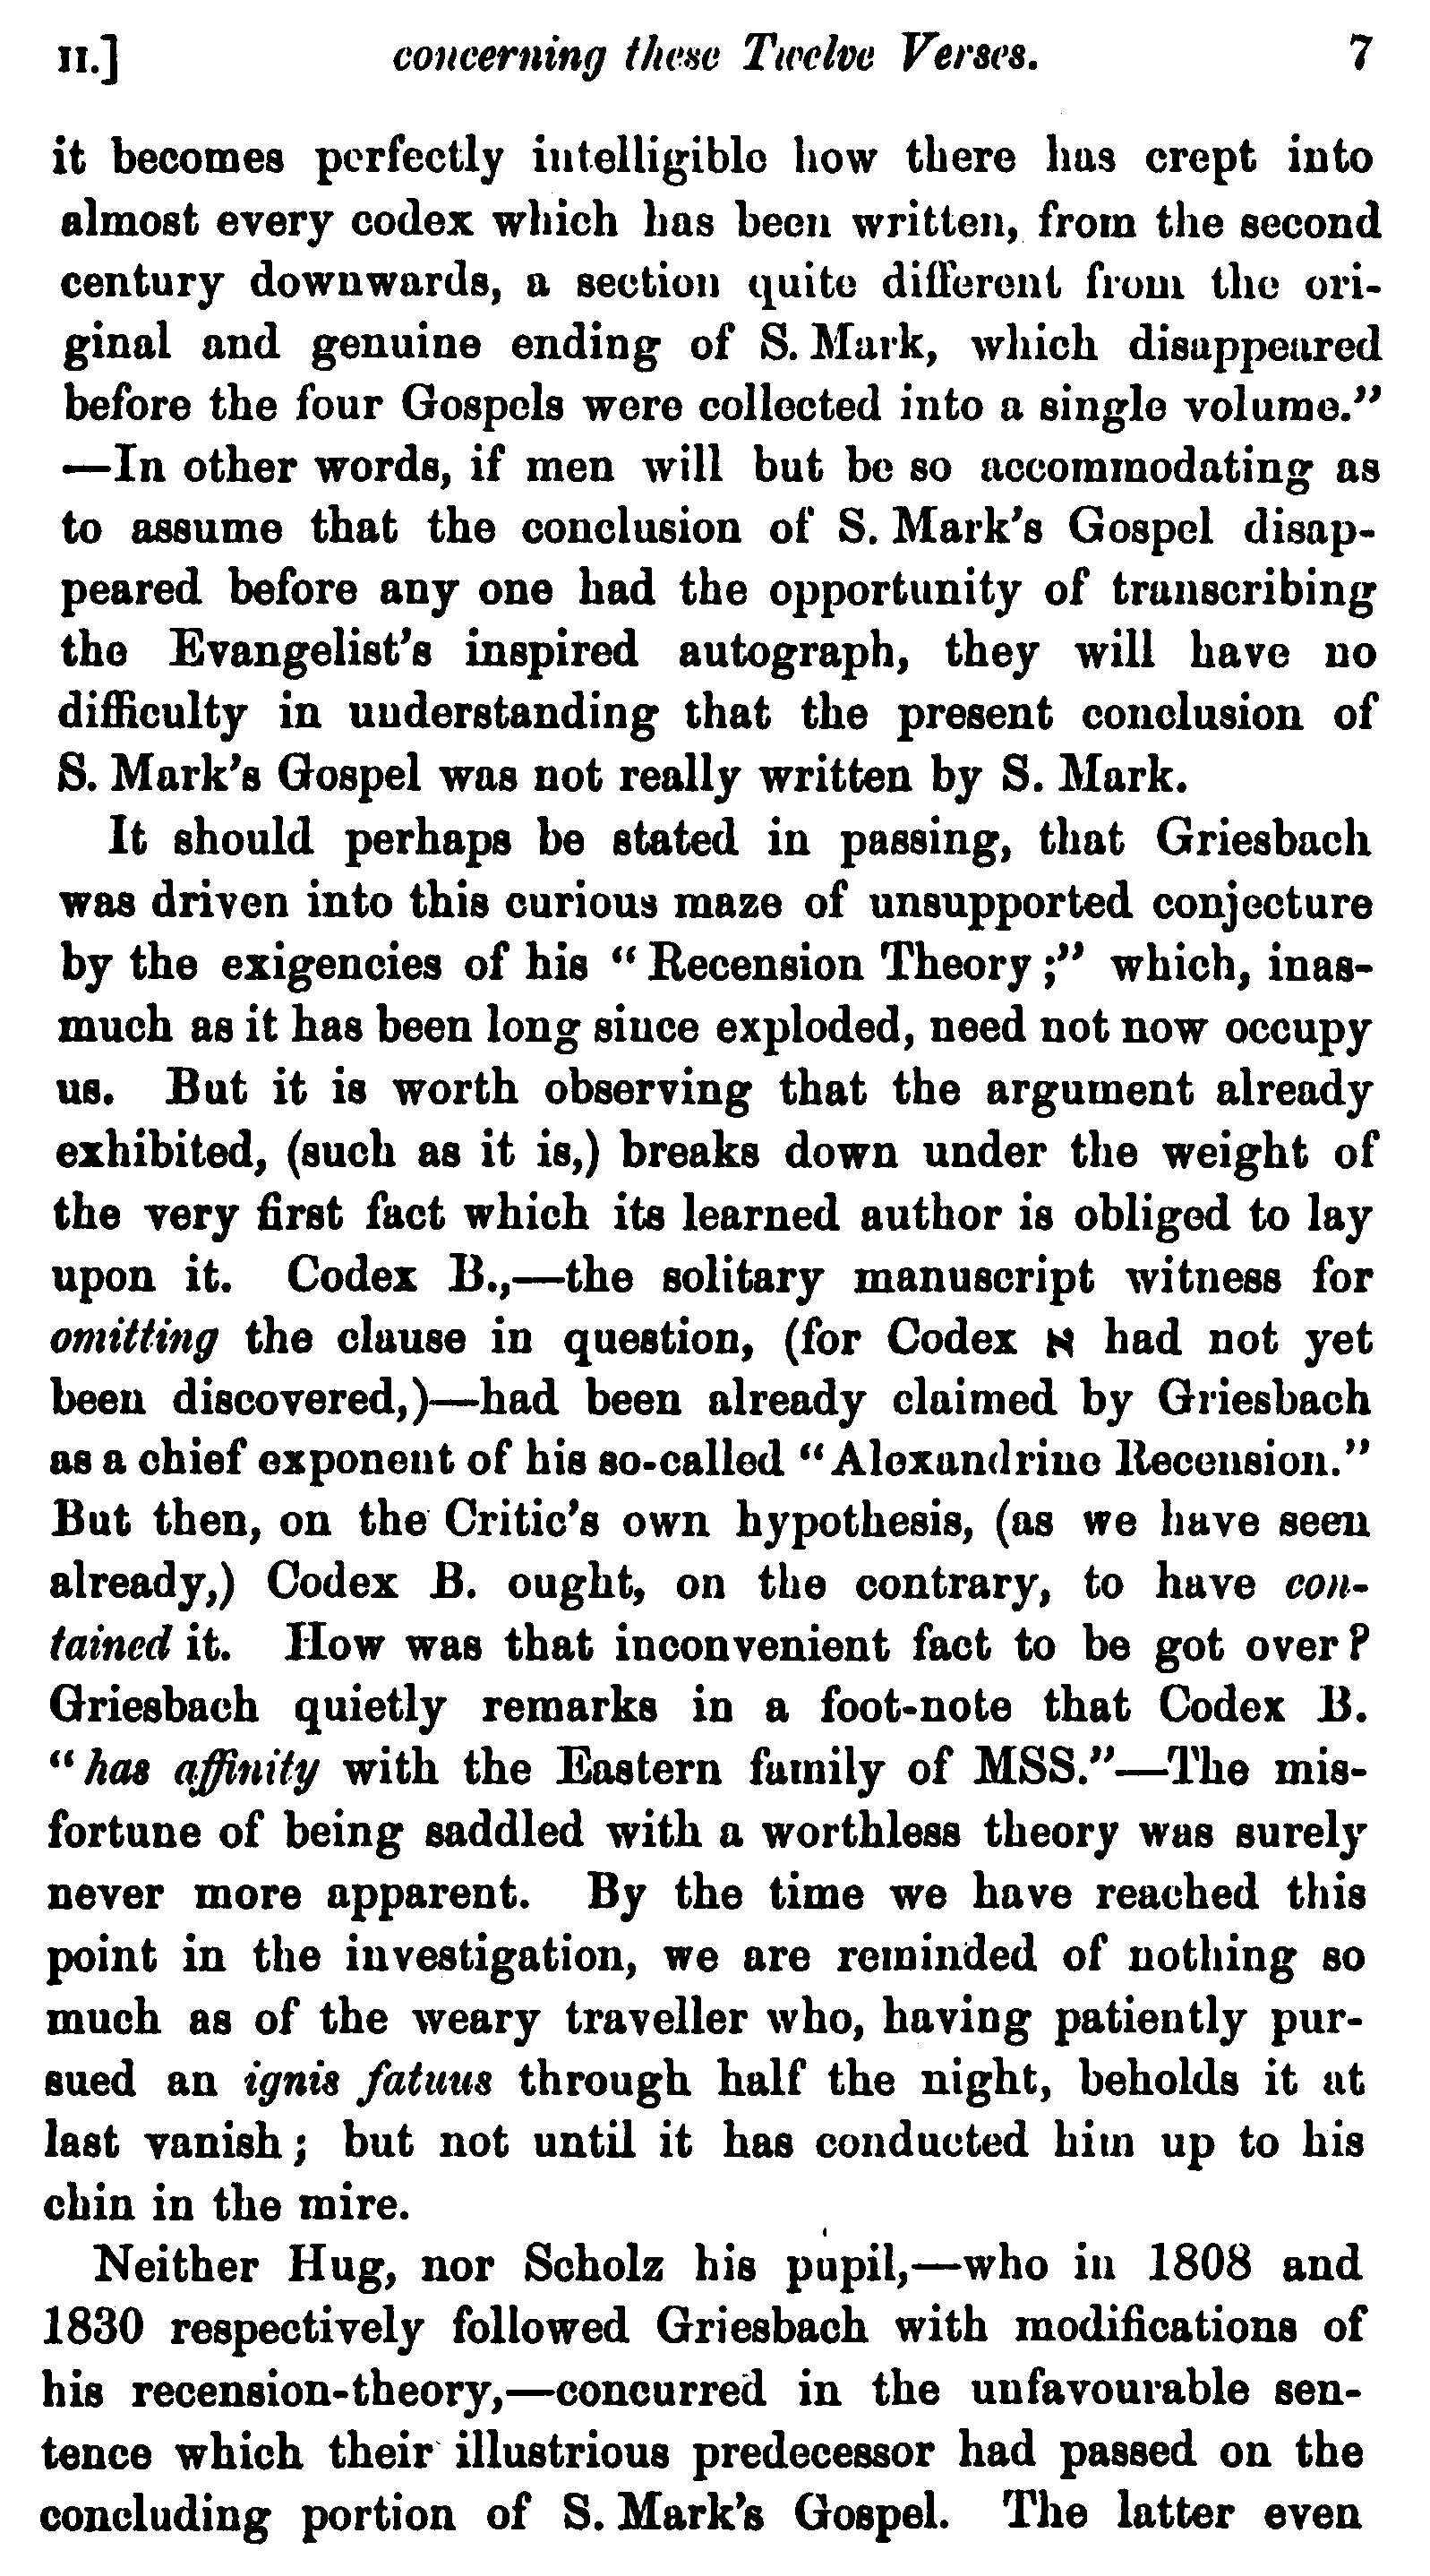 II.] concerning these Twelve Verses. 7
it becomes perfectly intelligible how there has crept into
almost every codex which has been written, from the second
century downwards, a section quite different from the ori-
ginal and genuine ending of S. Mark, which disappeared
before the four Gospels were collected into a single volume.”
—In other words, if men will but be so accommodating as
to assume that the conclusion of S. Mark’s Gospel disap-
peared before any one had the opportunity of transcribing
the Evangelist’s inspired autograph, they will have no
difficulty in understanding that the present conclusion of
S. Mark’s Gospel was not really written by S. Mark.
It should perhaps be stated in passing, that Griesbach
was driven into this curious maze of unsupported conjecture
by the exigencies of his “Recension Theory;” which, inas-
much as it has been long since exploded, need not now occupy
us. But it is worth observing that the argument already
exhibited, (such as it is,) breaks down under the weight of
the very first fact which its learned author is obliged to lay
upon it. Codex B.,—the solitary manuscript witness for
omitting the clause in question, (for Codex א had not yet
been discovered,)—had been already claimed by Griesbach
as a chief exponent of his so-called “Alexandrine Recension.”
But then, on the Critic’s own hypothesis, (as we have seen
already,) Codex B. ought, on the contrary, to have con-
tained it. How was that inconvenient fact to be got over?
Griesbach quietly remarks in a foot-note that Codex B.
“has affinity with the Eastern family of MSS.”—The mis-
fortune of being saddled with a worthless theory was surely
never more apparent. By the time we have reached this
point in the investigation, we are reminded of nothing so
much as of the weary traveller who, having patiently pur-
sued an ignis fatuus through half the night, beholds it at
last vanish; but not until it has conducted him up to his
chin in the mire.
Neither Hug, nor Scholz his pupil,—who in 1808 and
1830 respectively followed Griesbach with modifications of
his recension-theory,—concurred in the unfavourable sen-
tence which their illustrious predecessor had passed on the
concluding portion of S. Mark’s Gospel. The latter even